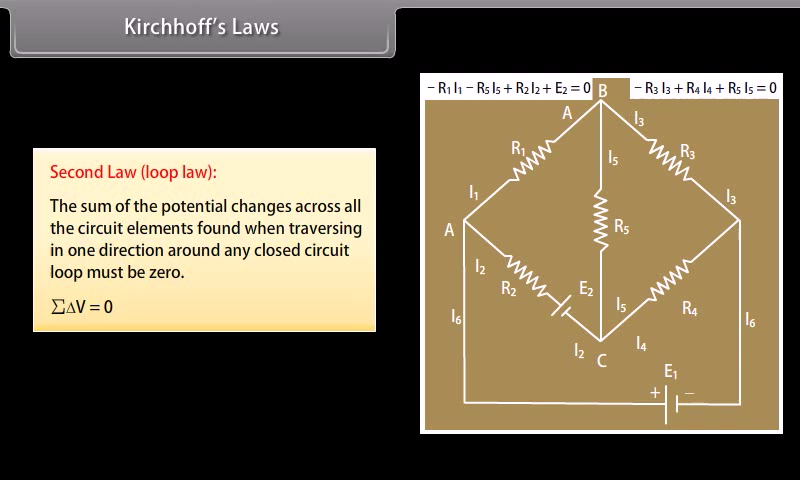 Kirchhoff's Laws
Second Law (loop law):
The sum of the potential changes across all
the circuit elements found when traversing
in one direction around any closed circuit
loop must be zero.
∑∆V = 0
− R₁ I₁ − R₅ I₅ + R₂ I₂ + E₂ = 0
B
− R₃ I₃ + R₄ I₄ + R₅ I₅ = 0
A
I₃
R₁
I₅
R₃
I₁
I₃
A
R₅
I₂
R₂
E₂
I₅
R₄
I₆
I₆
I₂
C
I₄
E₁
+
−